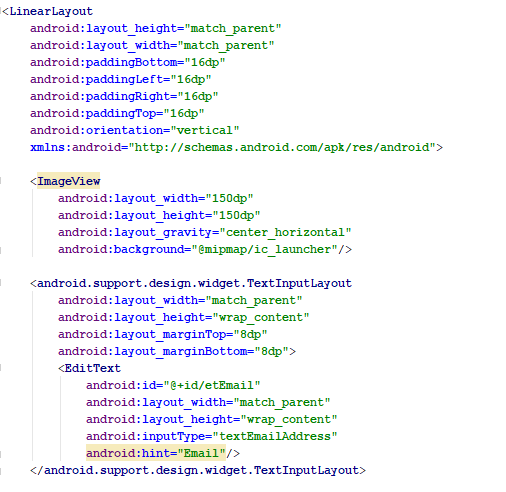 <LinearLayout
    android:layout_height="match_parent"
    android:layout_width="match_parent"
    android:paddingBottom="16dp"
    android:paddingLeft="16dp"
    android:paddingRight="16dp"
    android:paddingTop="16dp"
    android:orientation="vertical"
    xmlns:android="http://schemas.android.com/apk/res/android">
    <ImageView
        android:layout_width="150dp"
        android:layout_height="150dp"
        android:layout_gravity="center_horizontal"
        android:background="@mipmap/ic_launcher"/>
    <android.support.design.widget.TextInputLayout
        android:layout_width="match_parent"
        android:layout_height="wrap_content"
        android:layout_marginTop="8dp"
        android:layout_marginBottom="8dp">
        <EditText
            android:id="@+id/etEmail"
            android:layout_width="match_parent"
            android:layout_height="wrap_content"
            android:inputType="textEmailAddress"
            android:hint="Email"/>
    </android.support.design.widget.TextInputLayout>